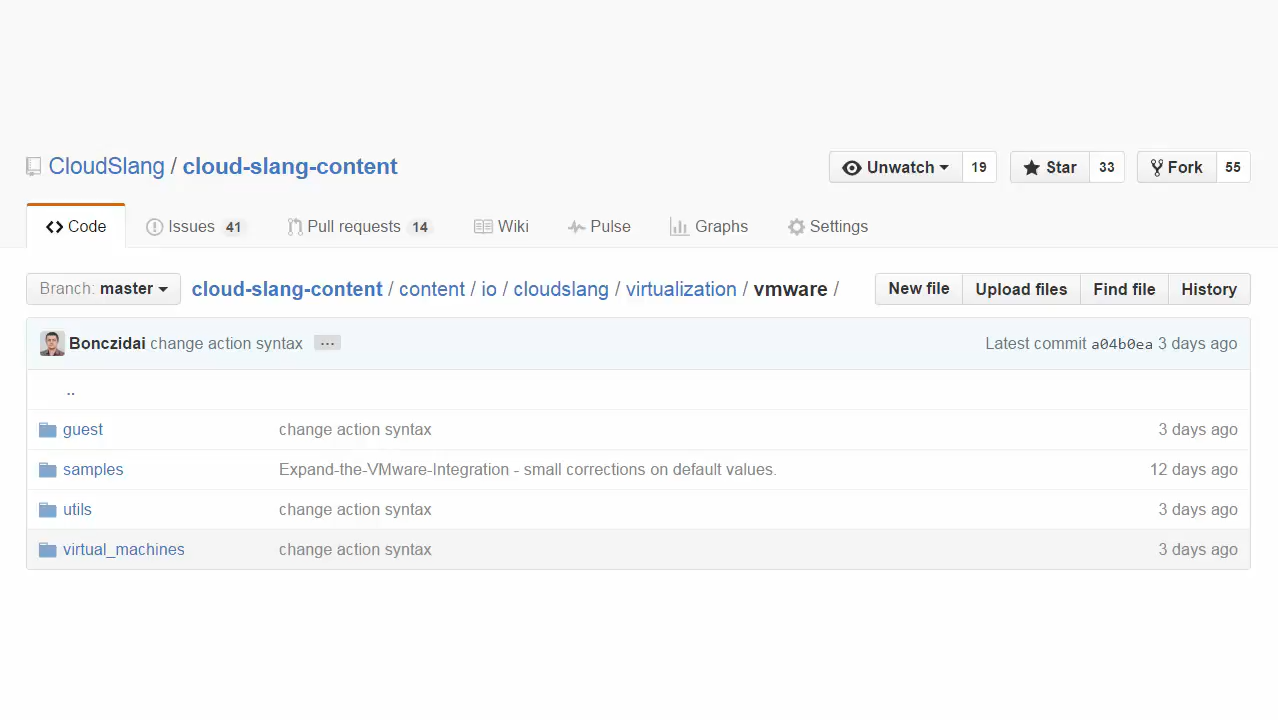 CloudSlang / cloud-slang-content
Unwatch 19 Star 33 Fork 55
Code Issues 41 Pull requests 14 Wiki Pulse Graphs Settings
Branch: master cloud-slang-content / content / io / cloudslang / virtualization / vmware / New file Upload files Find file History
Bonczidai change action syntax ... Latest commit a04b0ea 3 days ago
..
guest change action syntax 3 days ago
samples Expand-the-VMware-Integration - small corrections on default values. 12 days ago
utils change action syntax 3 days ago
virtual_machines change action syntax 3 days ago